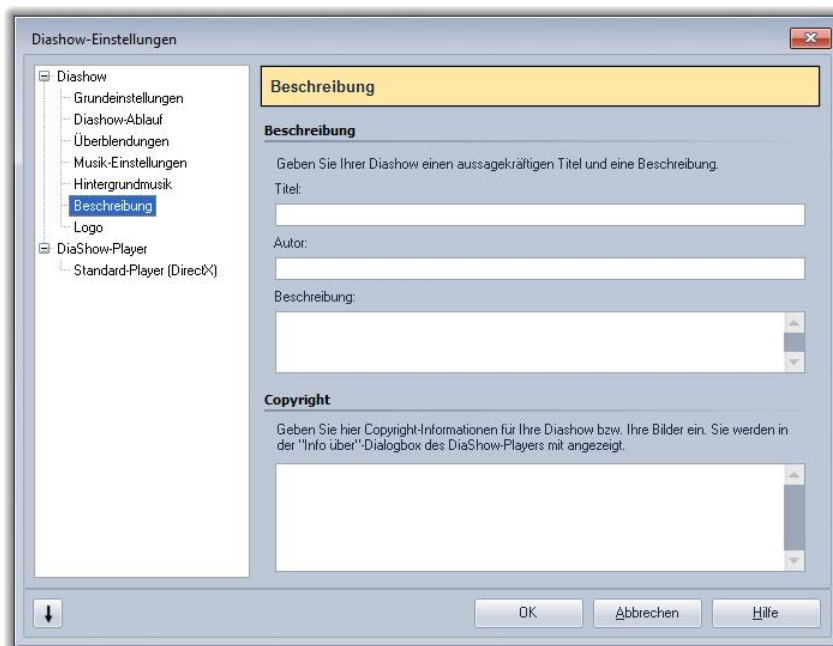 Diashow-Einstellungen
Diashow
Grundeinstellungen
Diashow-Ablauf
Überblendungen
Musik-Einstellungen
Hintergrundmusik
Beschreibung
Logo
DiaShow-Player
Standard-Player (DirectX)
Beschreibung
Beschreibung
Geben Sie Ihrer Diashow einen aussagekräftigen Titel und eine Beschreibung.
Titel:
Autor:
Beschreibung:
Copyright
Geben Sie hier Copyright-Informationen für Ihre Diashow bzw. Ihre Bilder ein. Sie werden in
der "Info über"-Dialogbox des DiaShow-Players mit angezeigt.
OK
Abbrechen
Hilfe